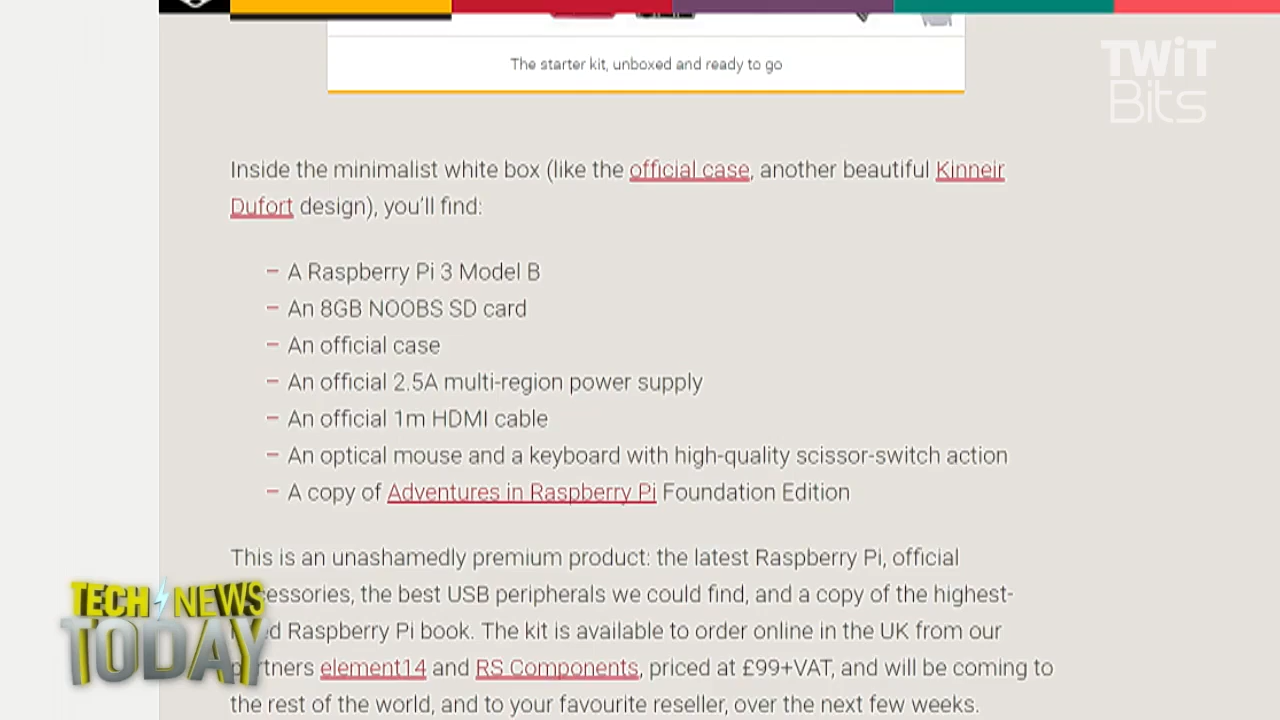 TWiT
Bits
The starter kit, unboxed and ready to go
Inside the minimalist white box (like the official case, another beautiful Kinneir
Dufort design), you'll find:
– A Raspberry Pi 3 Model B
– An 8GB NOOBS SD card
– An official case
– An official 2.5A multi-region power supply
– An official 1m HDMI cable
– An optical mouse and a keyboard with high-quality scissor-switch action
– A copy of Adventures in Raspberry Pi Foundation Edition
This is an unashamedly premium product: the latest Raspberry Pi, official
the best USB peripherals we could find, and a copy of the highest-
Raspberry Pi book. The kit is available to order online in the UK from our
element14 and RS Components, priced at £99+VAT, and will be coming to
the rest of the world, and to your favourite reseller, over the next few weeks.
TECH NEWS
TODAY